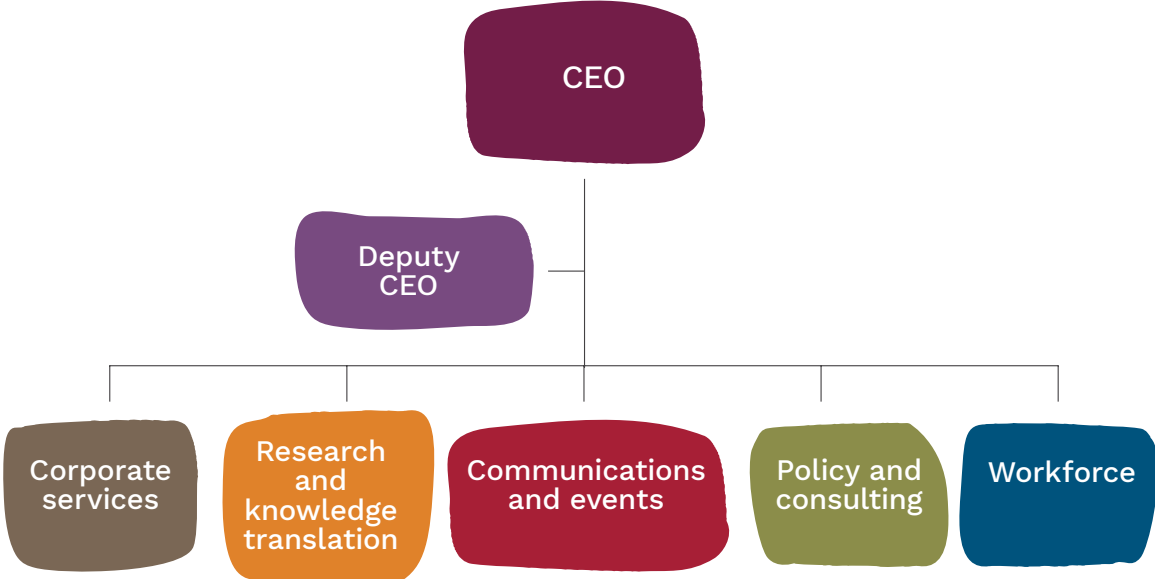 CEO
Deputy
CEO
Corporate
services
Research
and
knowledge
translation
Communications
and events
Policy and
consulting
Workforce